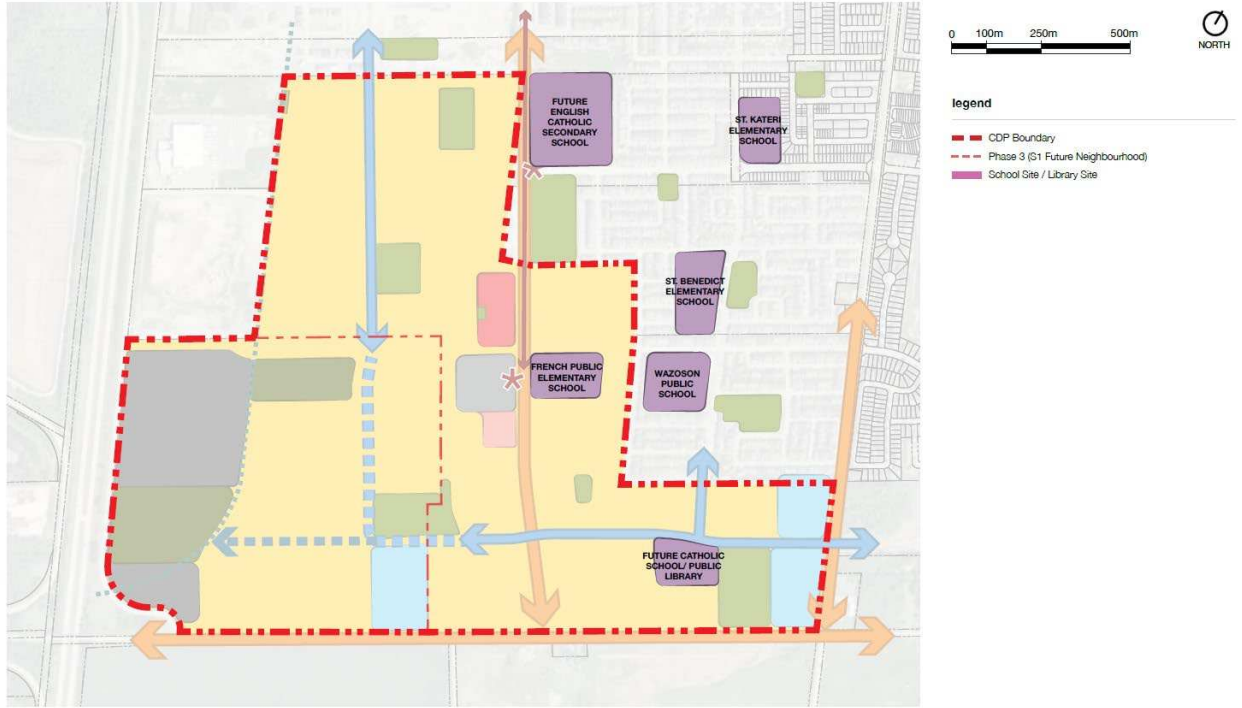 0 100m 250m 500m
NORTH
legend
CDP Boundary
Phase 3 (S1 Future Neighbourhood)
School Site / Library Site
FUTURE
ENGLISH
CATHOLIC
SECONDARY
SCHOOL
ST. KATERI
ELEMENTARY
SCHOOL
ST. BENEDICT
ELEMENTARY
SCHOOL
FRENCH PUBLIC
ELEMENTARY
SCHOOL
WAZOSON
PUBLIC
SCHOOL
FUTURE CATHOLIC
SCHOOL/ PUBLIC
LIBRARY